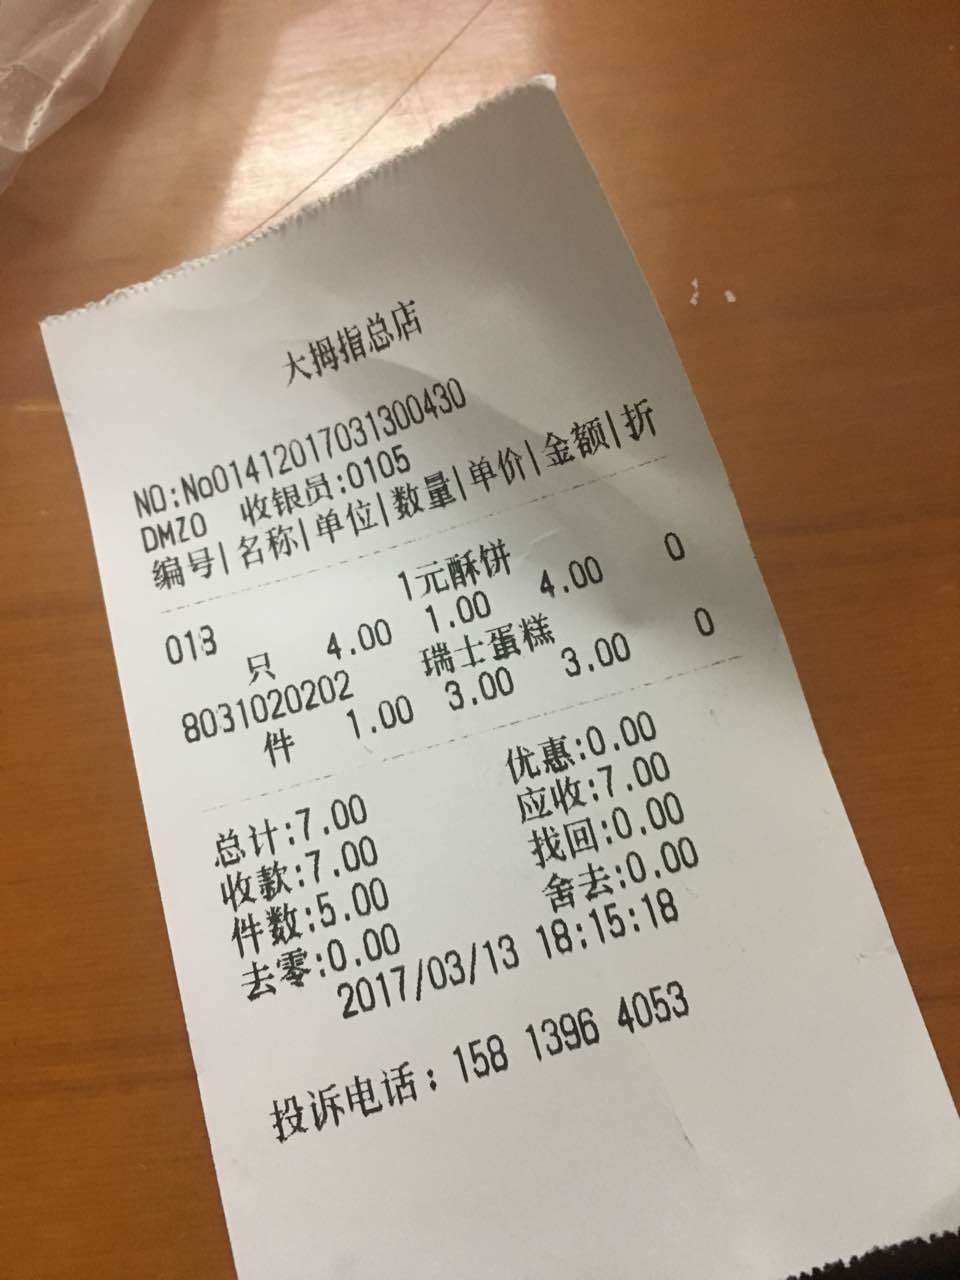 大拇指总店
NO:No01412017031300430
DMZ0 收银员:0105
编号|名称|单位|数量|单价|金额|折
013 1元酥饼
只 4.00 1.00 4.00 0
8031020202 瑞士蛋糕
件 1.00 3.00 3.00 0
总计:7.00 优惠:0.00
收款:7.00 应收:7.00
件数:5.00 找回:0.00
去零:0.00 舍去:0.00
2017/03/13 18:15:18
投诉电话：158 1396 4053